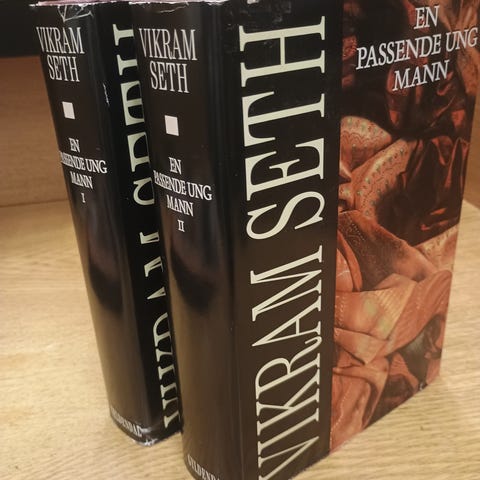 VIKRAM
SETH
EN
PASSENDE UNG
MANN
I
VIKRAM SETH
VIKRAM
SETH
EN
PASSENDE UNG
MANN
II
GYLDENDAL
VIKRAM SETH
EN
PASSENDE UNG
MANN